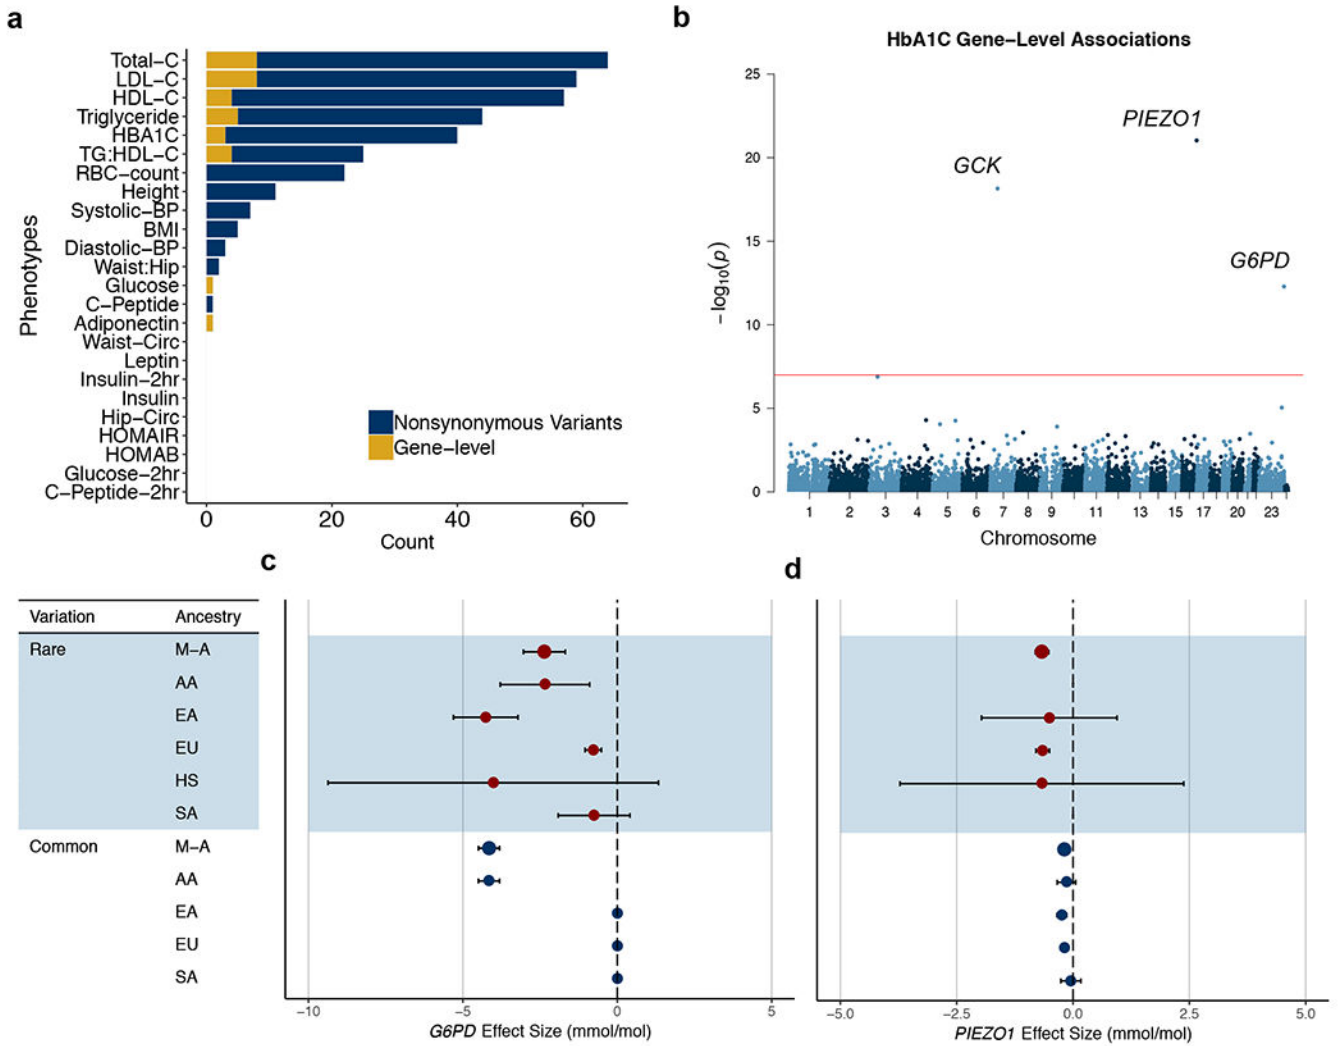 a
Total-C
LDL-C
HDL-C
Triglyceride
HBA1C
TG:HDL-C
RBC-count
Height
Systolic-BP
BMI
Diastolic-BP
Waist:Hip
Glucose
C-Peptide
Adiponectin
Waist-Circ
Leptin
Insulin-2hr
Insulin
Hip-Circ
HOMAIR
HOMAB
Glucose-2hr
C-Peptide-2hr
Phenotypes
Nonsynonymous Variants
Gene-level
0 20 40 60
Count
b
HbA1C Gene-Level Associations
25
20
15
10
5
0
-log10(p)
PIEZO1
GCK
G6PD
1 2 3 4 5 6 7 8 9 11 13 15 17 20 23
Chromosome
Variation Ancestry
Rare M-A
AA
EA
EU
HS
SA
Common M-A
AA
EA
EU
SA
c
-10 -5 0 5
G6PD Effect Size (mmol/mol)
d
-5.0 -2.5 0.0 2.5 5.0
PIEZO1 Effect Size (mmol/mol)